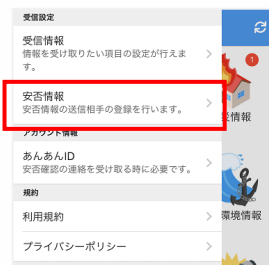 受信設定
受信情報
情報を受け取りたい項目の設定が行えま
す。
安否情報
安否情報の送信相手の登録を行います。
アカウント情報
あんあんID
安否確認の連絡を受け取る時に必要です。
規約
利用規約
プライバシーポリシー
1
情報
環境情報